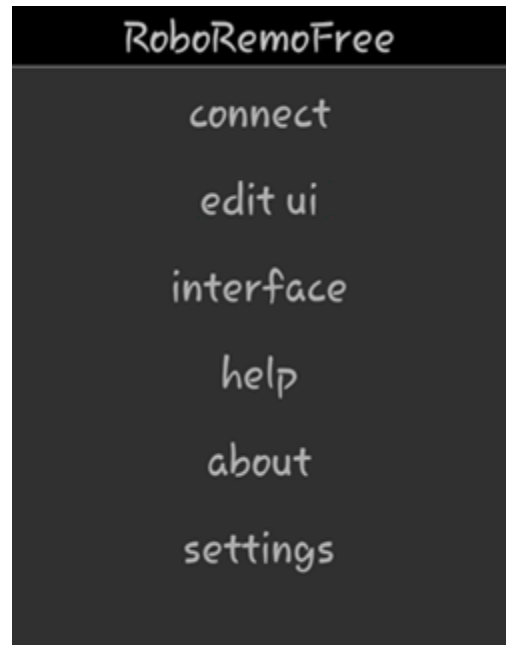 RoboRemoFree
connect
edit ui
interface
help
about
settings